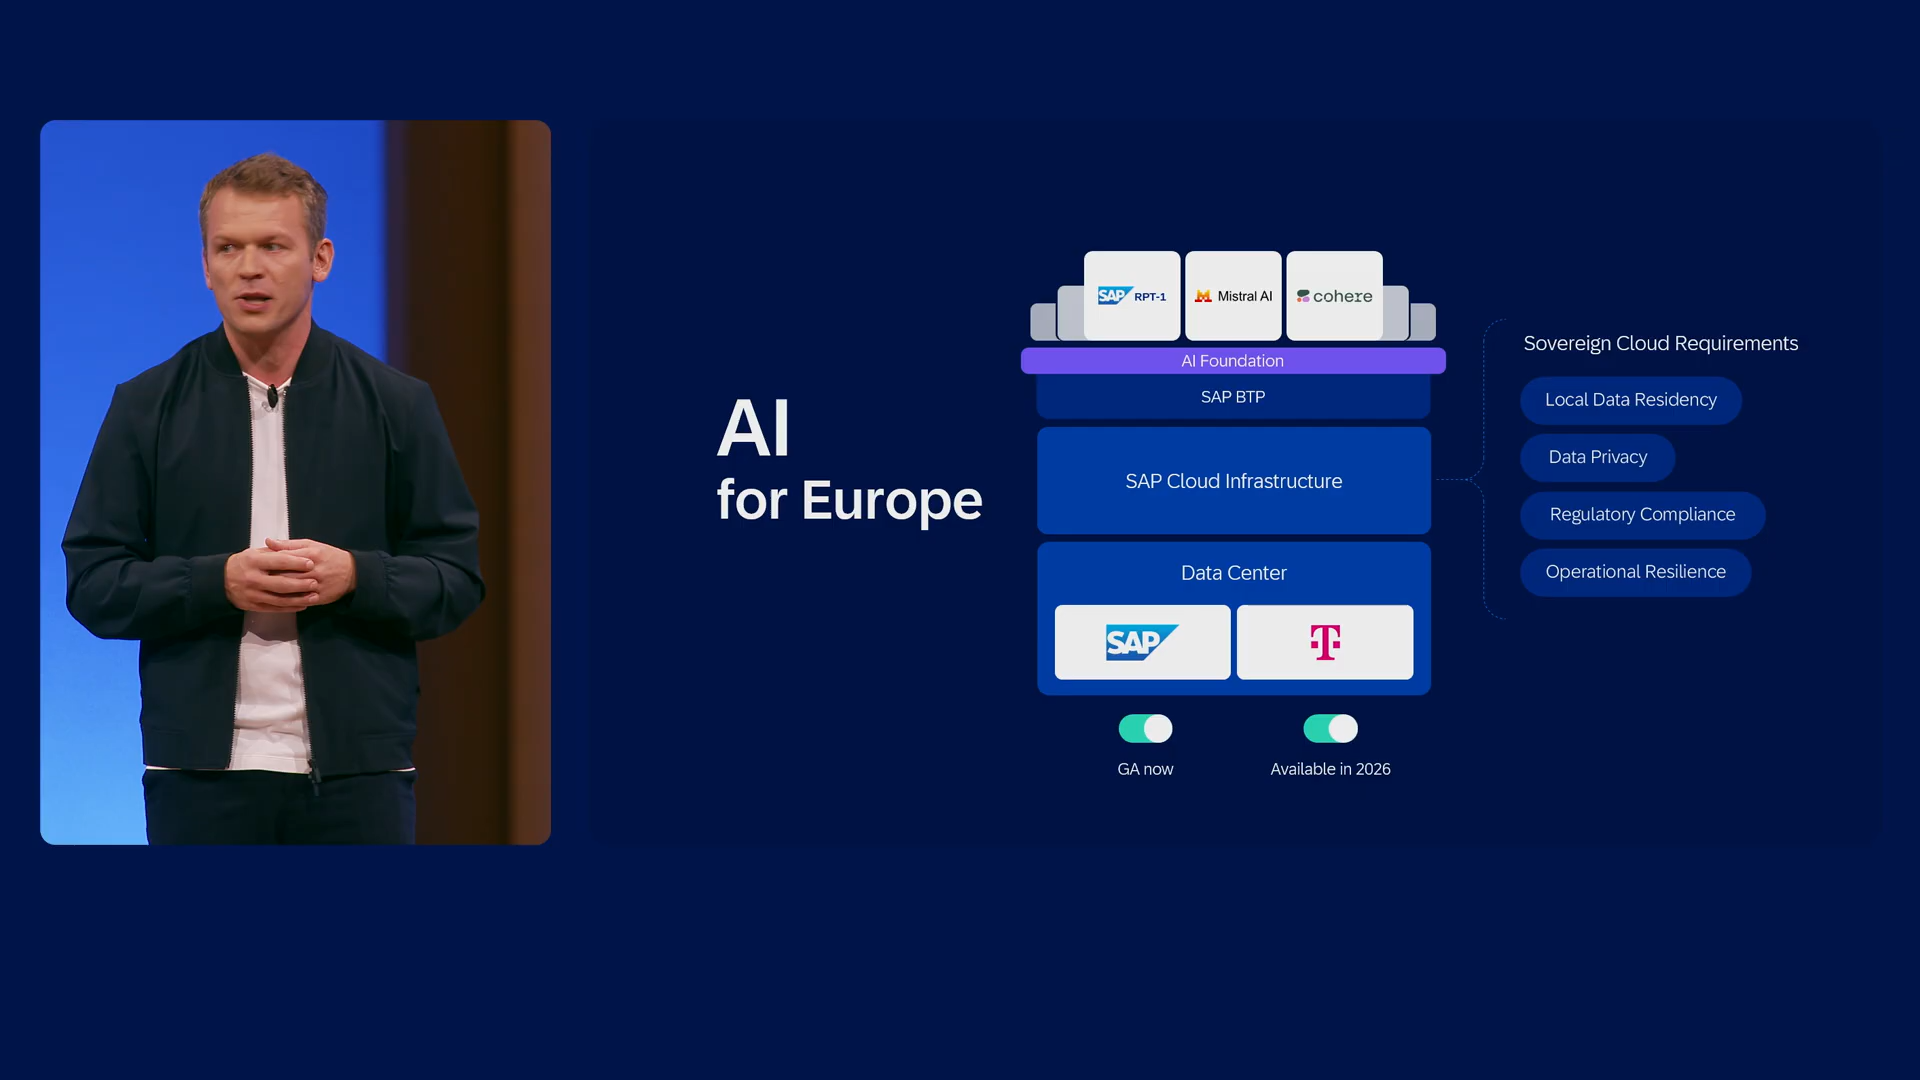 AI
for Europe
SAP RPT-1
Mistral AI
cohere
AI Foundation
SAP BTP
SAP Cloud Infrastructure
Data Center
SAP
T
GA now
Available in 2026
Sovereign Cloud Requirements
Local Data Residency
Data Privacy
Regulatory Compliance
Operational Resilience